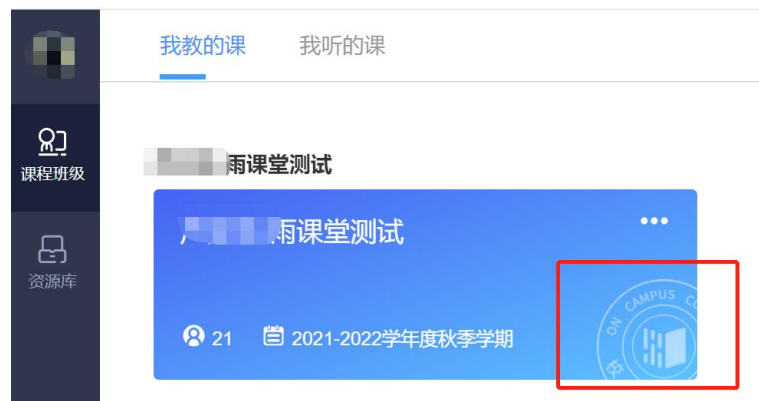 我教的课 我听的课
课程班级
雨课堂测试
雨课堂测试
资源库
21 2021-2022学年度秋季学期
ON CAMPUS CO
校